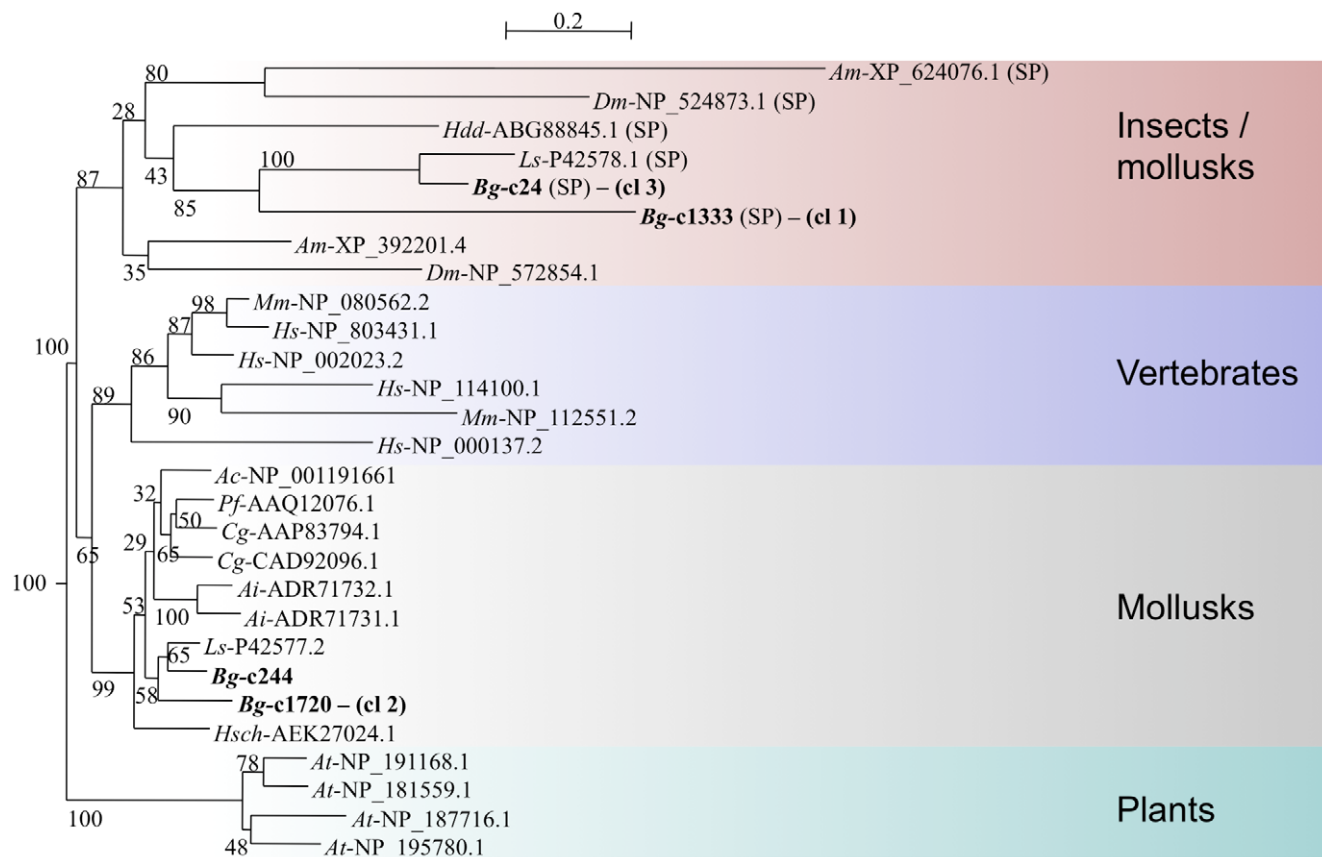 0.2
80
Am-XP_624076.1 (SP)
Dm-NP_524873.1 (SP)
28
Hdd-ABG88845.1 (SP)
Insects /
mollusks
100
Ls-P42578.1 (SP)
43
87
Bg-c24 (SP) – (cl 3)
85
Bg-c1333 (SP) – (cl 1)
Am-XP_392201.4
35
Dm-NP_572854.1
98
Mm-NP_080562.2
87
Hs-NP_803431.1
100
86
Hs-NP_002023.2
Vertebrates
89
Hs-NP_114100.1
90
Mm-NP_112551.2
Hs-NP_000137.2
Ac-NP_001191661
32
Pf-AAQ12076.1
50
Cg-AAP83794.1
29
65
65
Cg-CAD92096.1
100
Ai-ADR71732.1
53
100
Ai-ADR71731.1
Mollusks
Ls-P42577.2
65
Bg-c244
99
58
Bg-c1720 – (cl 2)
Hsch-AEK27024.1
78
At-NP_191168.1
At-NP_181559.1
100
At-NP_187716.1
Plants
48
At-NP_195780.1